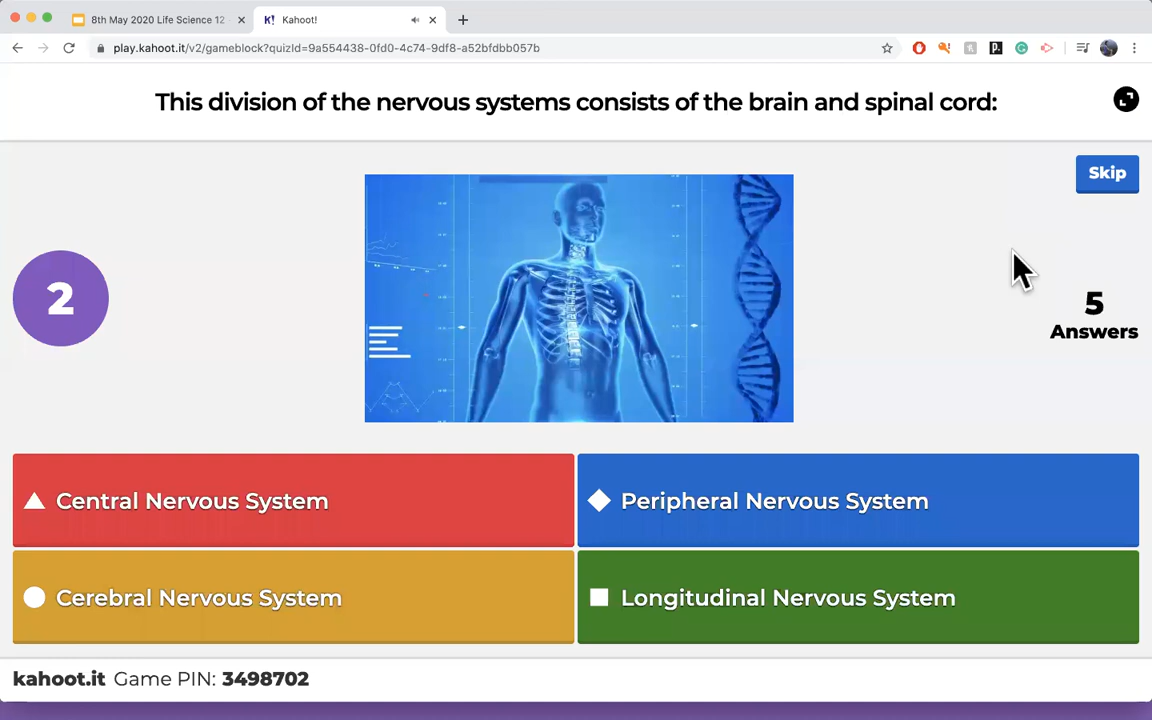 8th May 2020 Life Science 12
Kahoot!
play.kahoot.it/v2/gameblock?quizId=9a554438-0fd0-4c74-9df8-a52bfdbb057b
This division of the nervous systems consists of the brain and spinal cord:
Skip
2
5
Answers
Central Nervous System
Peripheral Nervous System
Cerebral Nervous System
Longitudinal Nervous System
kahoot.it Game PIN: 3498702